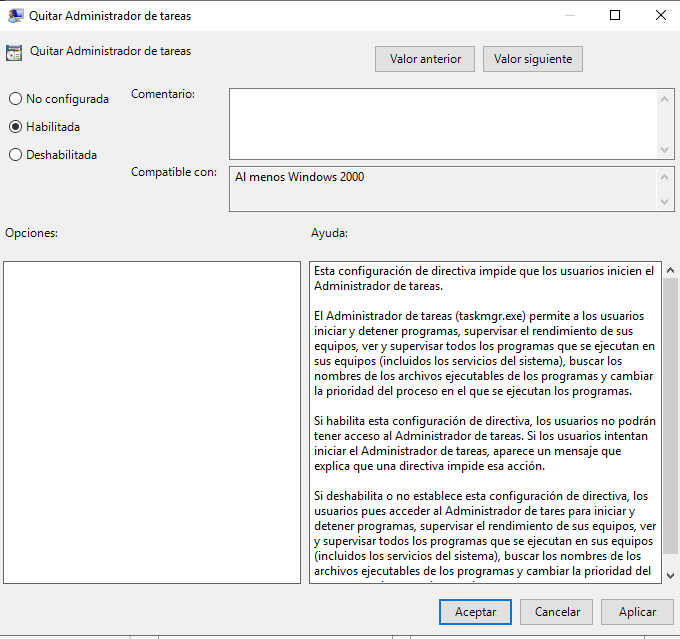 Quitar Administrador de tareas
Quitar Administrador de tareas
Valor anterior
Valor siguiente
No configurada
Comentario:
Habilitada
Deshabilitada
Compatible con:
Al menos Windows 2000
Opciones:
Ayuda:
Esta configuración de directiva impide que los usuarios inicien el
Administrador de tareas.
El Administrador de tareas (taskmgr.exe) permite a los usuarios
iniciar y detener programas, supervisar el rendimiento de sus
equipos, ver y supervisar todos los programas que se ejecutan en
sus equipos (incluidos los servicios del sistema), buscar los
nombres de los archivos ejecutables de los programas y cambiar
la prioridad del proceso en el que se ejecutan los programas.
Si habilita esta configuración de directiva, los usuarios no podrán
tener acceso al Administrador de tareas. Si los usuarios intentan
iniciar el Administrador de tareas, aparece un mensaje que
explica que una directiva impide esa acción.
Si deshabilita o no establece esta configuración de directiva, los
usuarios pues acceder al Administrador de tares para iniciar y
detener programas, supervisar el rendimiento de sus equipos, ver
y supervisar todos los programas que se ejecutan en sus equipos
(incluidos los servicios del sistema), buscar los nombres de los
archivos ejecutables de los programas y cambiar la prioridad del
Aceptar
Cancelar
Aplicar